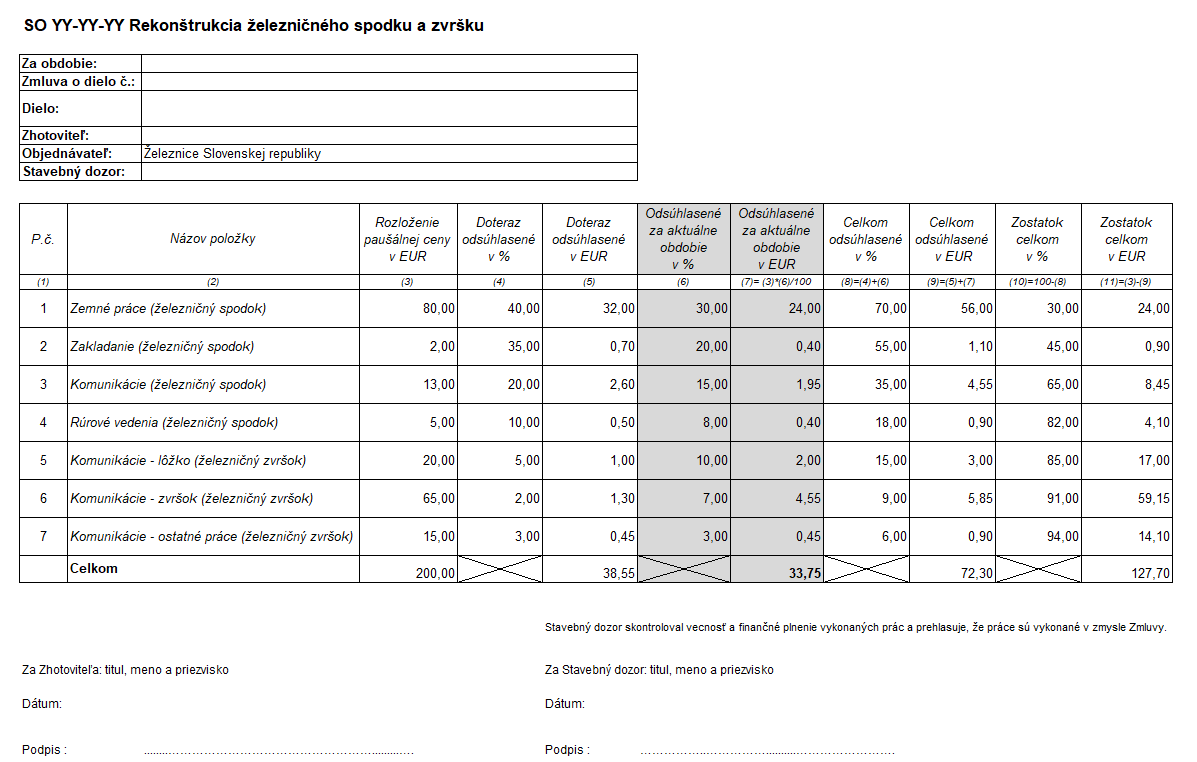 SO YY-YY-YY Rekonštrukcia železničného spodku a zvršku
Za obdobie:
Zmluva o dielo č.:
Dielo:
Zhotoviteľ:
Objednávateľ: Železnice Slovenskej republiky
Stavebný dozor:
P.č. Názov položky Rozloženie paušálnej ceny v EUR Doteraz odsúhlasené v % Doteraz odsúhlasené v EUR Odsúhlasené za aktuálne obdobie v % Odsúhlasené za aktuálne obdobie v EUR Celkom odsúhlasené v % Celkom odsúhlasené v EUR Zostatok celkom v % Zostatok celkom v EUR
(1) (2) (3) (4) (5) (6) (7)= (3)*(6)/100 (8)=(4)+(6) (9)=(5)+(7) (10)=100-(8) (11)=(3)-(9)
1 Zemné práce (železničný spodok) 80,00 40,00 32,00 30,00 24,00 70,00 56,00 30,00 24,00
2 Zakladanie (železničný spodok) 2,00 35,00 0,70 20,00 0,40 55,00 1,10 45,00 0,90
3 Komunikácie (železničný spodok) 13,00 20,00 2,60 15,00 1,95 35,00 4,55 65,00 8,45
4 Rúrové vedenia (železničný spodok) 5,00 10,00 0,50 8,00 0,40 18,00 0,90 82,00 4,10
5 Komunikácie - lôžko (železničný zvršok) 20,00 5,00 1,00 10,00 2,00 15,00 3,00 85,00 17,00
6 Komunikácie - zvršok (železničný zvršok) 65,00 2,00 1,30 7,00 4,55 9,00 5,85 91,00 59,15
7 Komunikácie - ostatné práce (železničný zvršok) 15,00 3,00 0,45 3,00 0,45 6,00 0,90 94,00 14,10
Celkom 200,00 38,55 33,75 72,30 127,70
Stavebný dozor skontroloval vecnosť a finančné plnenie vykonaných prác a prehlasuje, že práce sú vykonané v zmysle Zmluvy.
Za Zhotoviteľa: titul, meno a priezvisko Za Stavebný dozor: titul, meno a priezvisko
Dátum: Dátum:
Podpis : ........……………………………………………..........…. Podpis : ……………..……………...........……………………